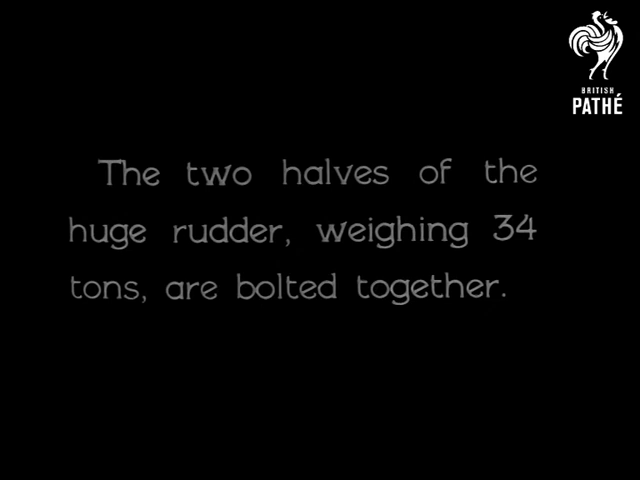 BRITISH
PATHÉ
The two halves of the
huge rudder, weighing 34
tons, are bolted together.